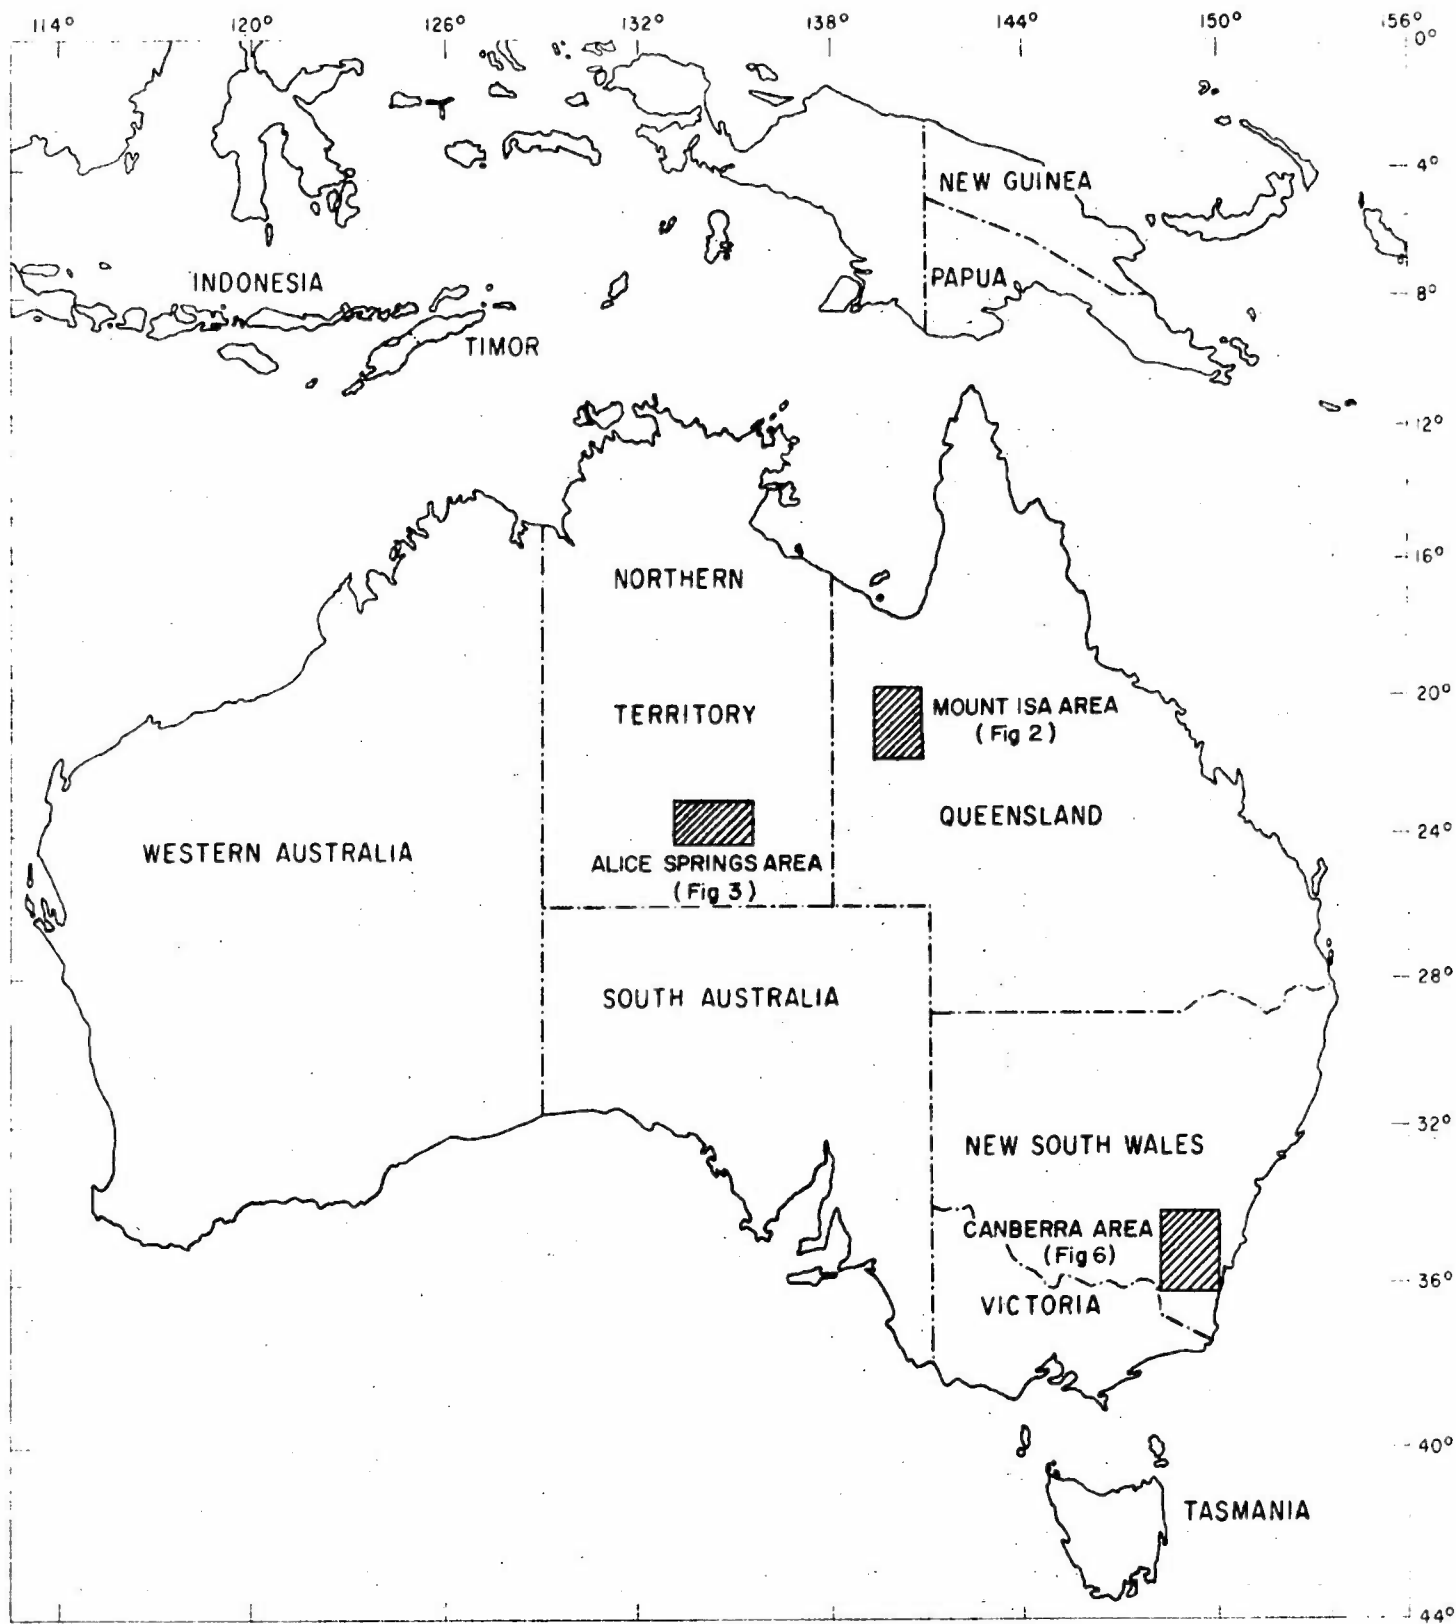 114° 120° 126° 132° 138° 144° 150° 156°
0°
4°
NEW GUINEA
INDONESIA
PAPUA
8°
TIMOR
12°
16°
NORTHERN
20°
MOUNT ISA AREA
TERRITORY
(Fig 2)
QUEENSLAND
24°
WESTERN AUSTRALIA
ALICE SPRINGS AREA
(Fig 3)
28°
SOUTH AUSTRALIA
32°
NEW SOUTH WALES
CANBERRA AREA
(Fig 6)
36°
VICTORIA
40°
TASMANIA
44°